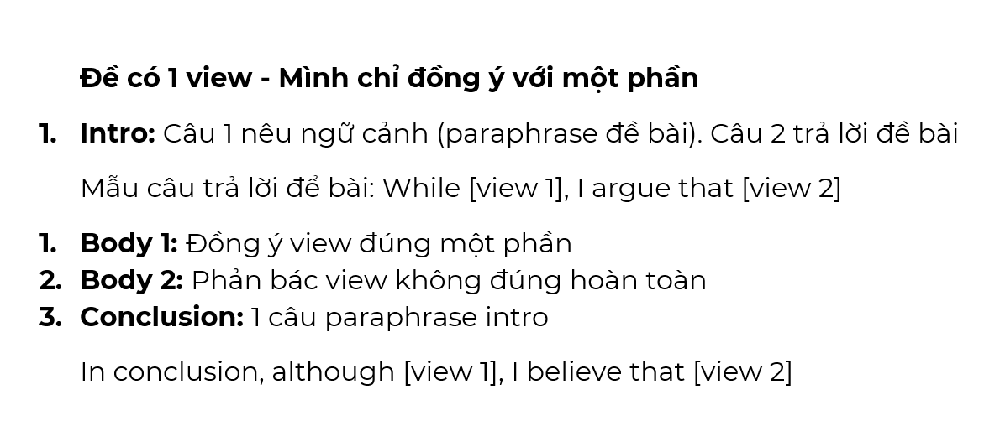 Đề có 1 view - Mình chỉ đồng ý với một phần
1. Intro: Câu 1 nêu ngữ cảnh (paraphrase đề bài). Câu 2 trả lời đề bài
Mẫu câu trả lời để bài: While [view 1], I argue that [view 2]
1. Body 1: Đồng ý view đúng một phần
2. Body 2: Phản bác view không đúng hoàn toàn
3. Conclusion: 1 câu paraphrase intro
In conclusion, although [view 1], I believe that [view 2]